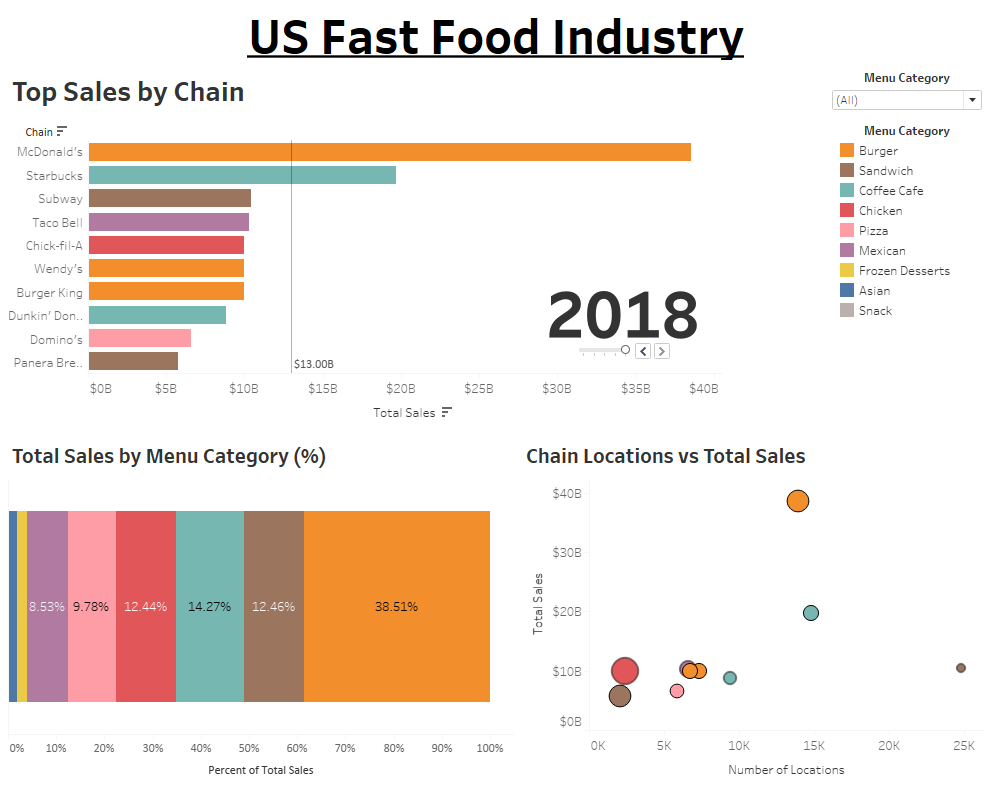 US Fast Food Industry
Top Sales by Chain
Menu Category
(All)
Menu Category
Burger
Sandwich
Coffee Cafe
Chicken
Pizza
Mexican
Frozen Desserts
Asian
Snack
Chain
McDonald's
Starbucks
Subway
Taco Bell
Chick-fil-A
Wendy's
Burger King
Dunkin' Don..
Domino's
Panera Bre..
2018
$13.00B
$0B $5B $10B $15B $20B $25B $30B $35B $40B
Total Sales
Total Sales by Menu Category (%)
8.53% 9.78% 12.44% 14.27% 12.46% 38.51%
0% 10% 20% 30% 40% 50% 60% 70% 80% 90% 100%
Percent of Total Sales
Chain Locations vs Total Sales
Total Sales
$40B
$30B
$20B
$10B
$0B
0K 5K 10K 15K 20K 25K
Number of Locations